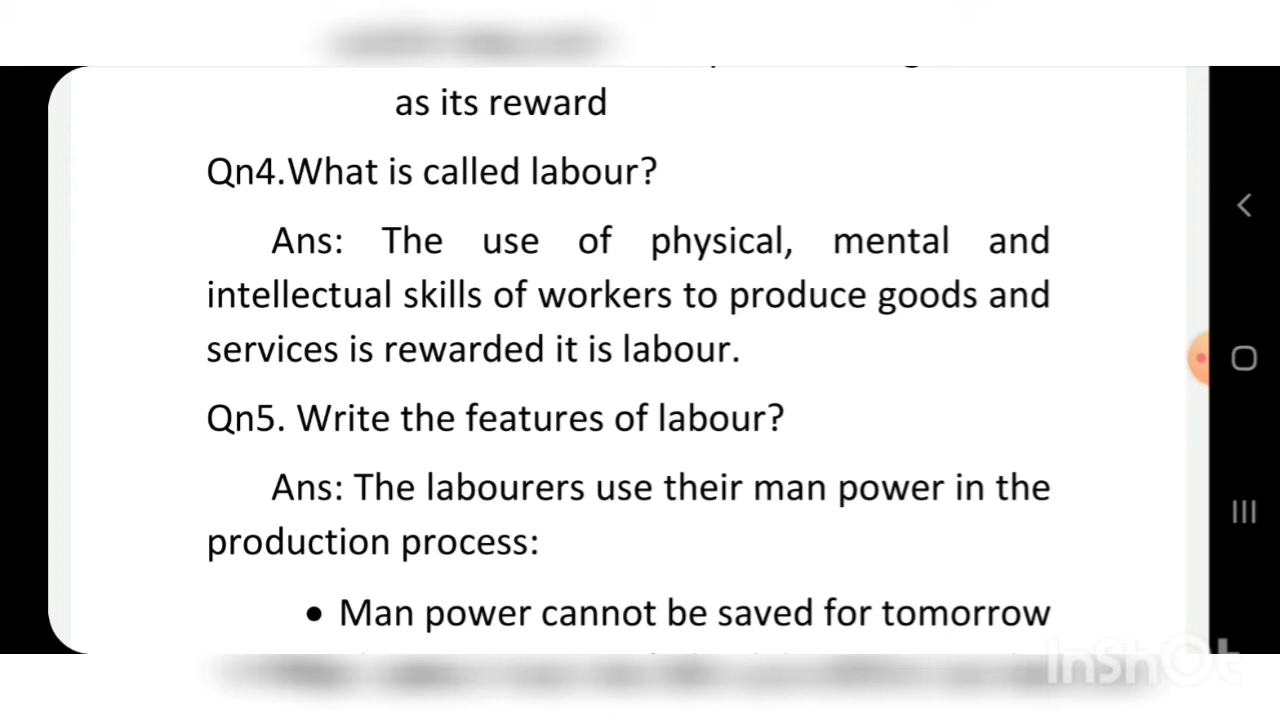 as its reward
Qn4.What is called labour?
Ans: The use of physical, mental and
intellectual skills of workers to produce goods and
services is rewarded it is labour.
Qn5. Write the features of labour?
Ans: The labourers use their man power in the
production process:
• Man power cannot be saved for tomorrow
InShOt